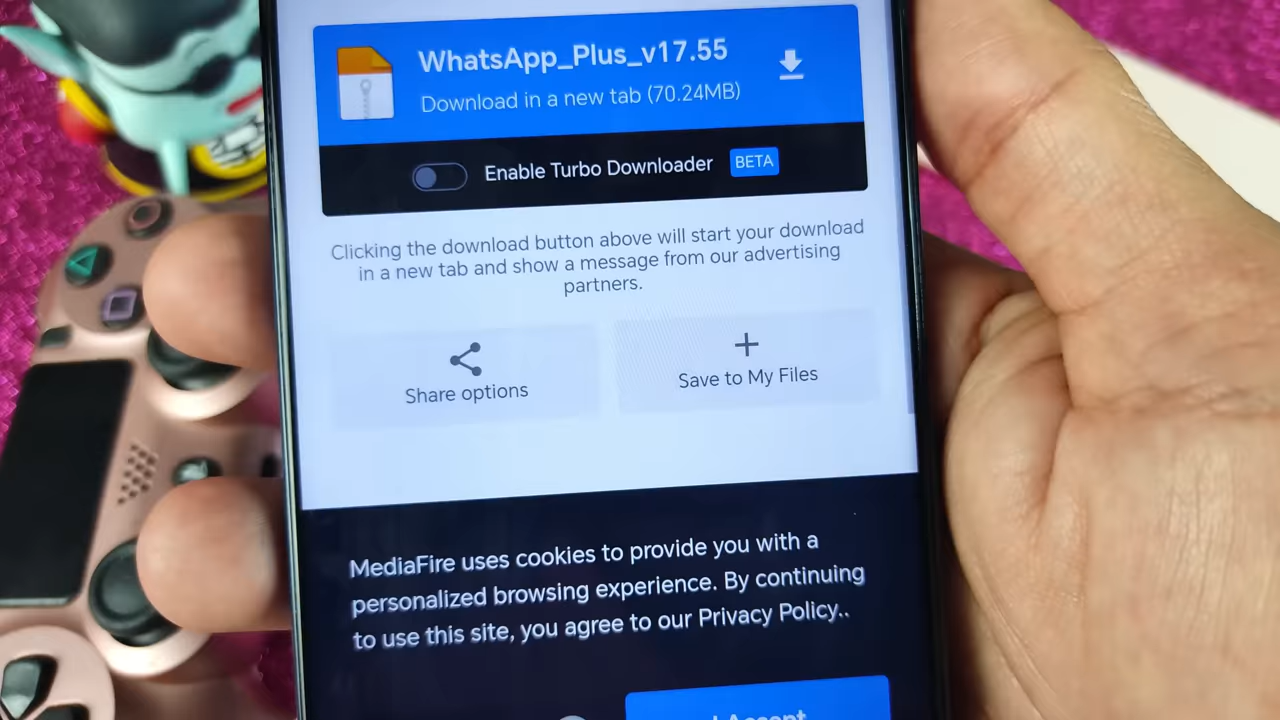 WhatsApp_Plus_v17.55
Download in a new tab (70.24MB)
Enable Turbo Downloader BETA
Clicking the download button above will start your download
in a new tab and show a message from our advertising
partners.
Share options
Save to My Files
MediaFire uses cookies to provide you with a
personalized browsing experience. By continuing
to use this site, you agree to our Privacy Policy..
I Accept